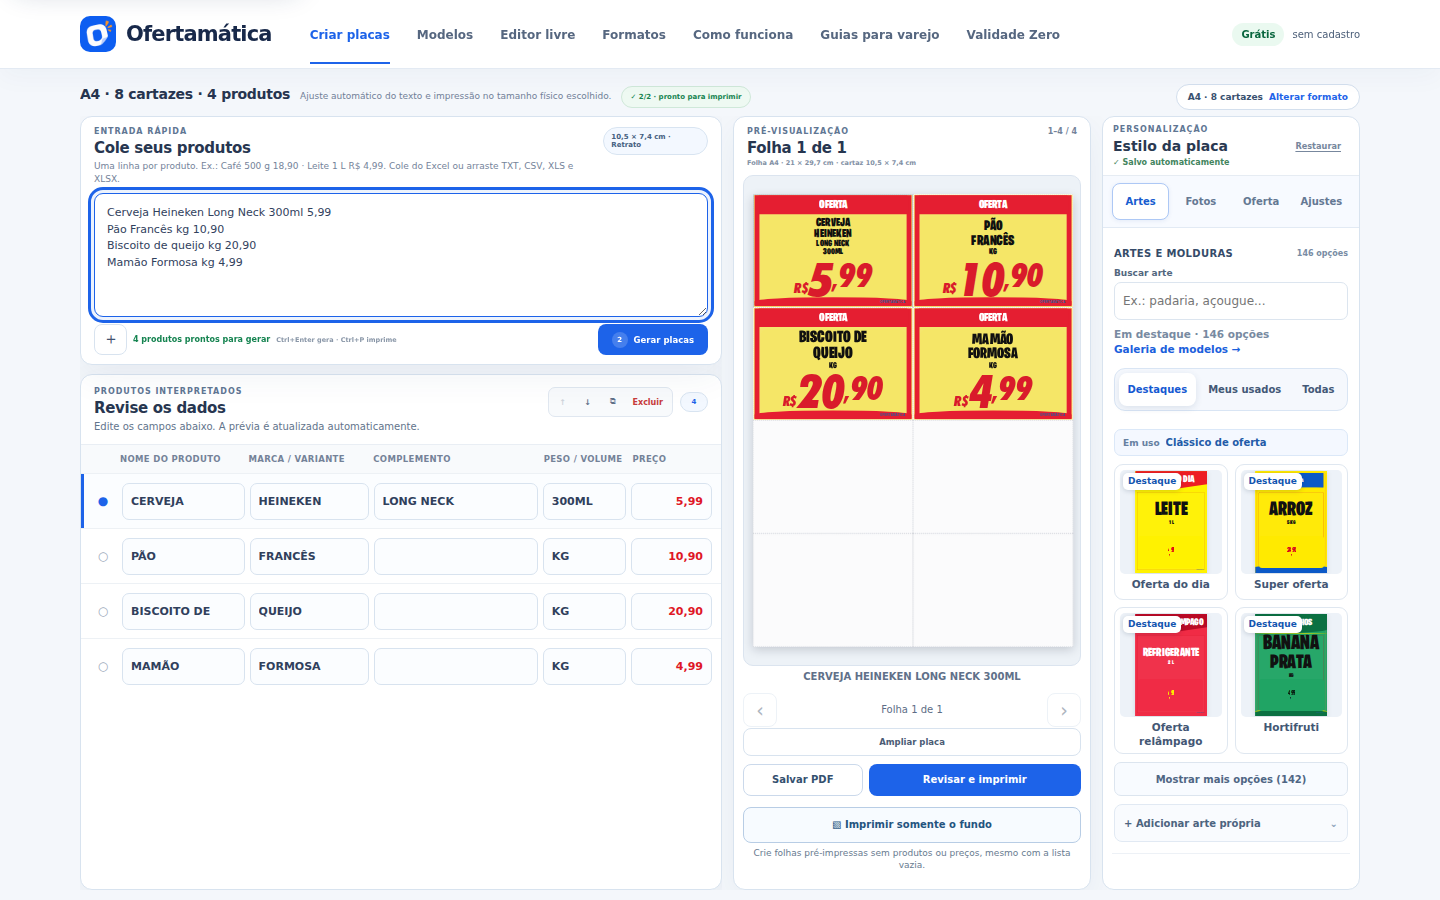 Ofertamática
Criar placas
Modelos
Editor livre
Formatos
Como funciona
Guias para varejo
Validade Zero
Grátis
sem cadastro
A4 · 8 cartazes · 4 produtos
Ajuste automático do texto e impressão no tamanho físico escolhido.
✓ 2/2 · pronto para imprimir
A4 · 8 cartazes Alterar formato
ENTRADA RÁPIDA
Cole seus produtos
Uma linha por produto. Ex.: Café 500 g 18,90 · Leite 1 L R$ 4,99. Cole do Excel ou arraste TXT, CSV, XLS e
XLSX.
10,5 × 7,4 cm ·
Retrato
Cerveja Heineken Long Neck 300ml 5,99
Pão Francês kg 10,90
Biscoito de queijo kg 20,90
Mamão Formosa kg 4,99
+
4 produtos prontos para gerar
Ctrl+Enter gera · Ctrl+P imprime
2 Gerar placas
PRODUTOS INTERPRETADOS
Revise os dados
Edite os campos abaixo. A prévia é atualizada automaticamente.
↑ ↓ ⧉ Excluir
4
NOME DO PRODUTO MARCA / VARIANTE COMPLEMENTO PESO / VOLUME PREÇO
CERVEJA HEINEKEN LONG NECK 300ML 5,99
PÃO FRANCÊS KG 10,90
BISCOITO DE QUEIJO KG 20,90
MAMÃO FORMOSA KG 4,99
PRÉ-VISUALIZAÇÃO
1–4 / 4
Folha 1 de 1
Folha A4 · 21 × 29,7 cm · cartaz 10,5 × 7,4 cm
OFERTA
CERVEJA
HEINEKEN
LONG NECK
300ML
R$ 5,99
OFERTA
PÃO
FRANCÊS
KG
R$ 10,90
OFERTA
BISCOITO DE
QUEIJO
KG
R$ 20,90
OFERTA
MAMÃO
FORMOSA
KG
R$ 4,99
CERVEJA HEINEKEN LONG NECK 300ML
‹ Folha 1 de 1 ›
Ampliar placa
Salvar PDF
Revisar e imprimir
▧ Imprimir somente o fundo
Crie folhas pré-impressas sem produtos ou preços, mesmo com a lista
vazia.
PERSONALIZAÇÃO
Estilo da placa
✓ Salvo automaticamente
Restaurar
Artes
Fotos
Oferta
Ajustes
ARTES E MOLDURAS
146 opções
Buscar arte
Ex.: padaria, açougue...
Em destaque · 146 opções
Galeria de modelos →
Destaques
Meus usados
Todas
Em uso Clássico de oferta
Destaque
DIA
LEITE
1 L
Oferta do dia
Destaque
ARROZ
5KG
Super oferta
Destaque
REFRIGERANTE
2 L
Oferta
relâmpago
Destaque
BANANA
PRATA
Hortifruti
Mostrar mais opções (142)
+ Adicionar arte própria